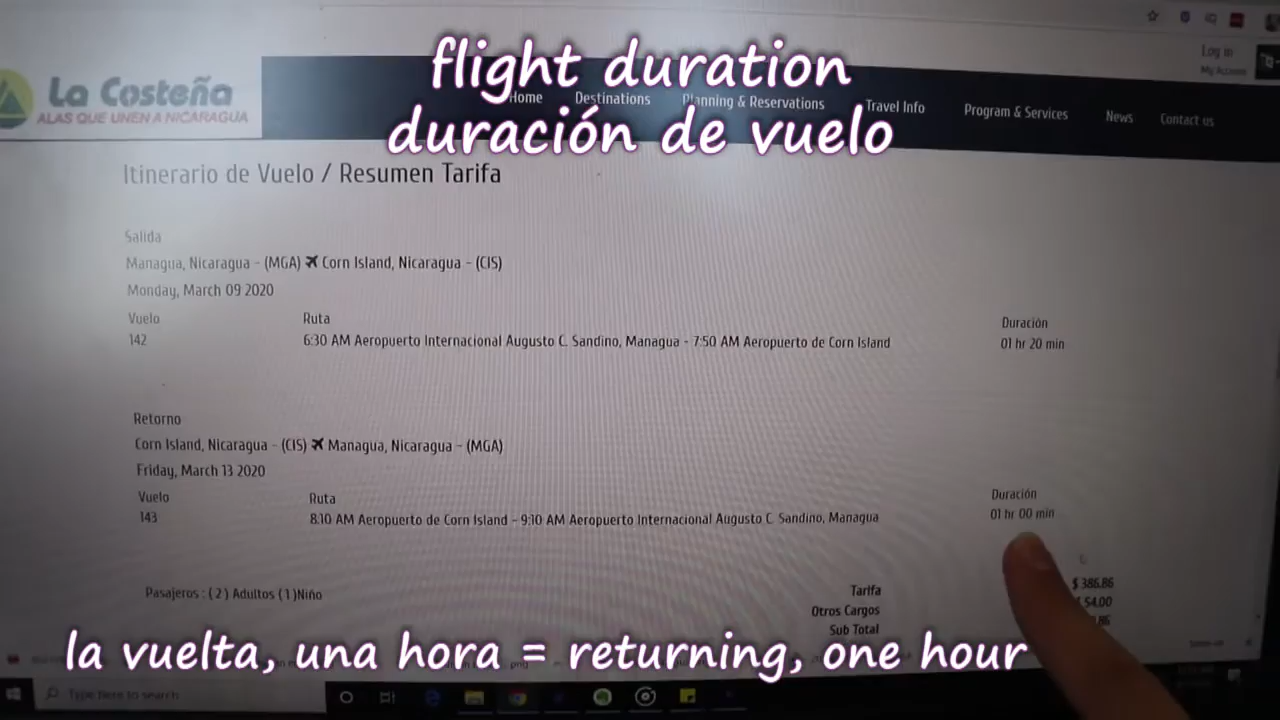 flight duration
duración de vuelo
Log in
My Account
La Costeña
ALAS QUE UNEN A NICARAGUA
Home Destinations Planning & Reservations Travel Info Program & Services News Contact us
Itinerario de Vuelo / Resumen Tarifa
Salida
Managua, Nicaragua - (MGA) Corn Island, Nicaragua - (CIS)
Monday, March 09 2020
Vuelo Ruta Duración
142 6:30 AM Aeropuerto Internacional Augusto C. Sandino, Managua - 7:50 AM Aeropuerto de Corn Island 01 hr 20 min
Retorno
Corn Island, Nicaragua - (CIS) Managua, Nicaragua - (MGA)
Friday, March 13 2020
Vuelo Ruta Duración
143 8:10 AM Aeropuerto de Corn Island - 9:10 AM Aeropuerto Internacional Augusto C. Sandino, Managua 01 hr 00 min
Pasajeros : ( 2 ) Adultos ( 1 )Niño
Tarifa $ 386.86
Otros Cargos 54.00
Sub Total
la vuelta, una hora = returning, one hour
Type here to search